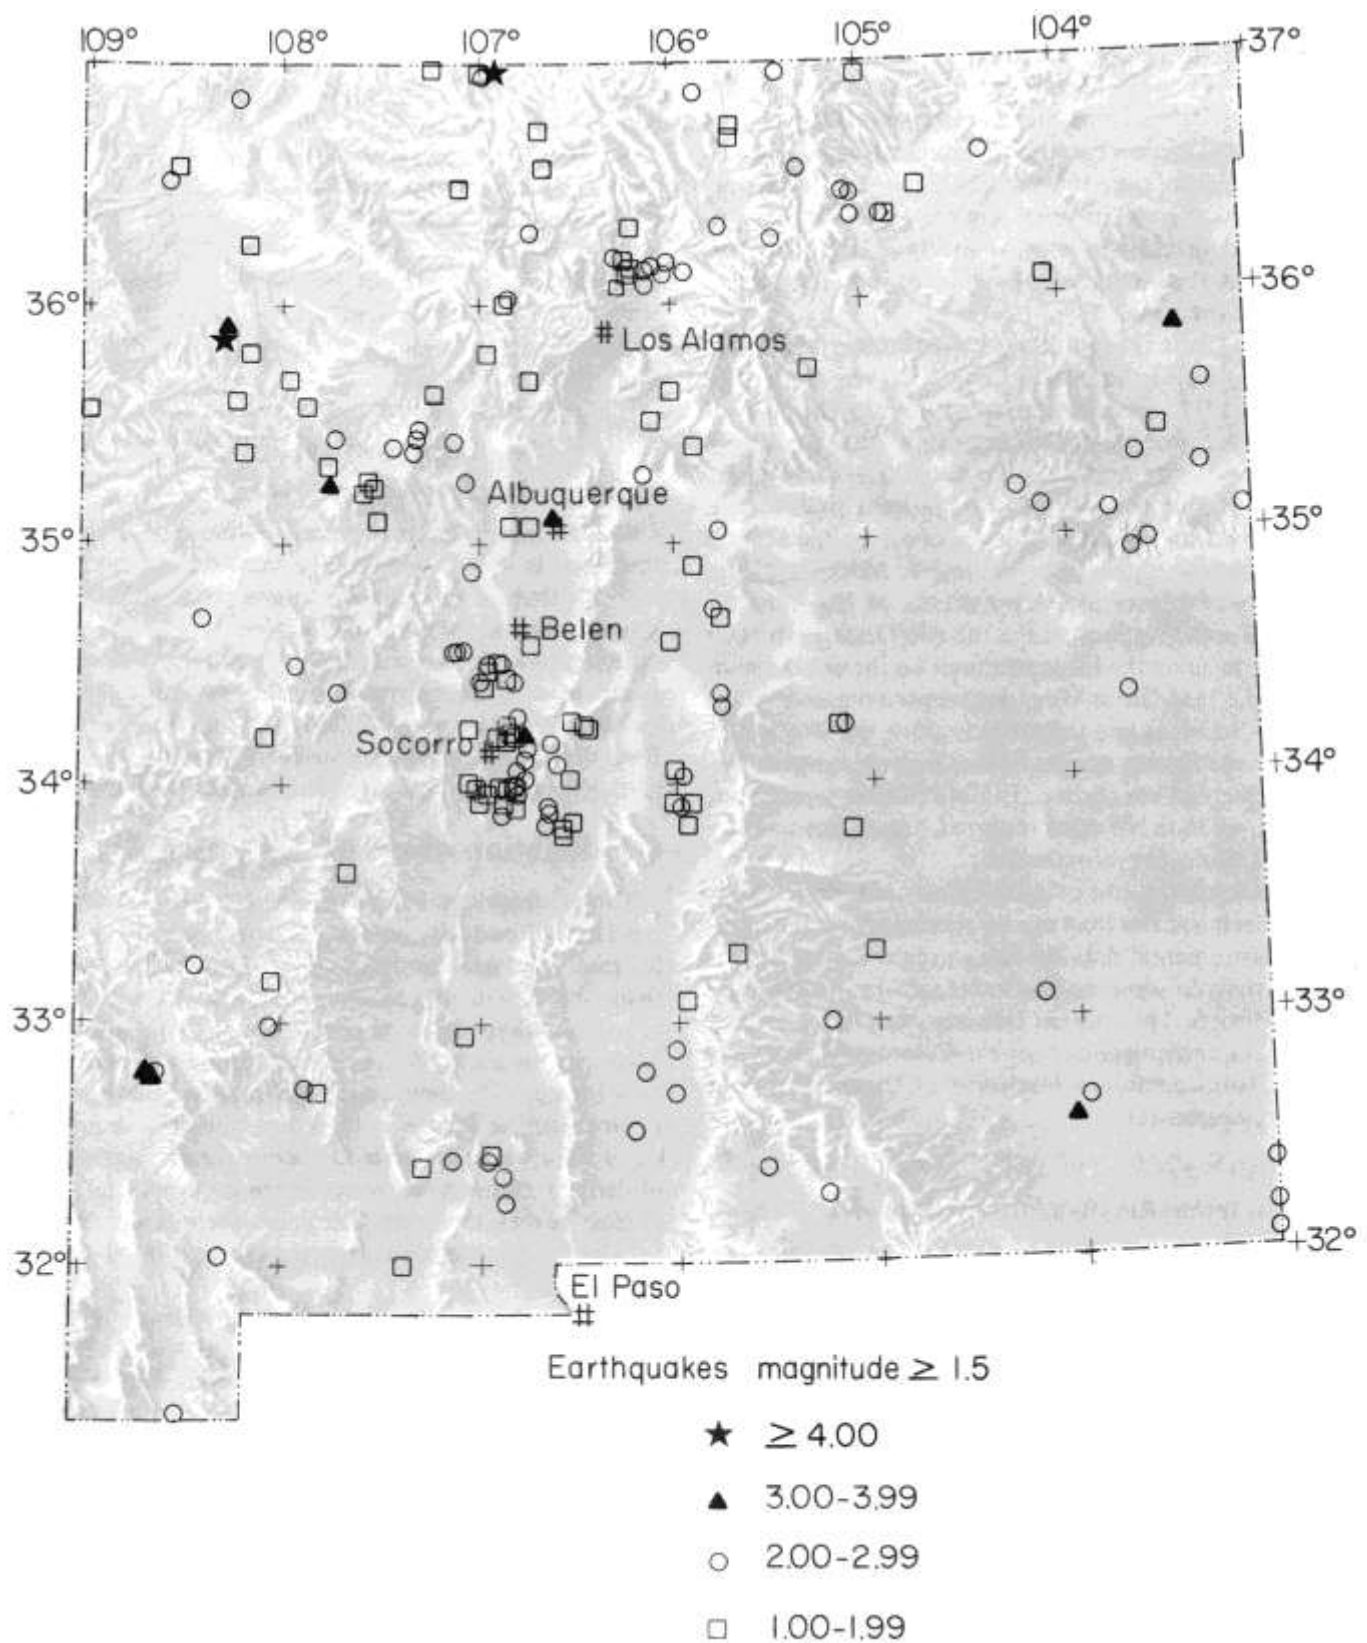 109° 108° 107° 106° 105° 104° 37°
36° 36°
# Los Alamos
Albuquerque
35° # 35°
# Belen
Socorro #
34° 34°
33° 33°
32° 32°
El Paso
#
Earthquakes magnitude ≥ 1.5
★ ≥ 4.00
▲ 3.00-3.99
○ 2.00-2.99
□ 1.00-1.99